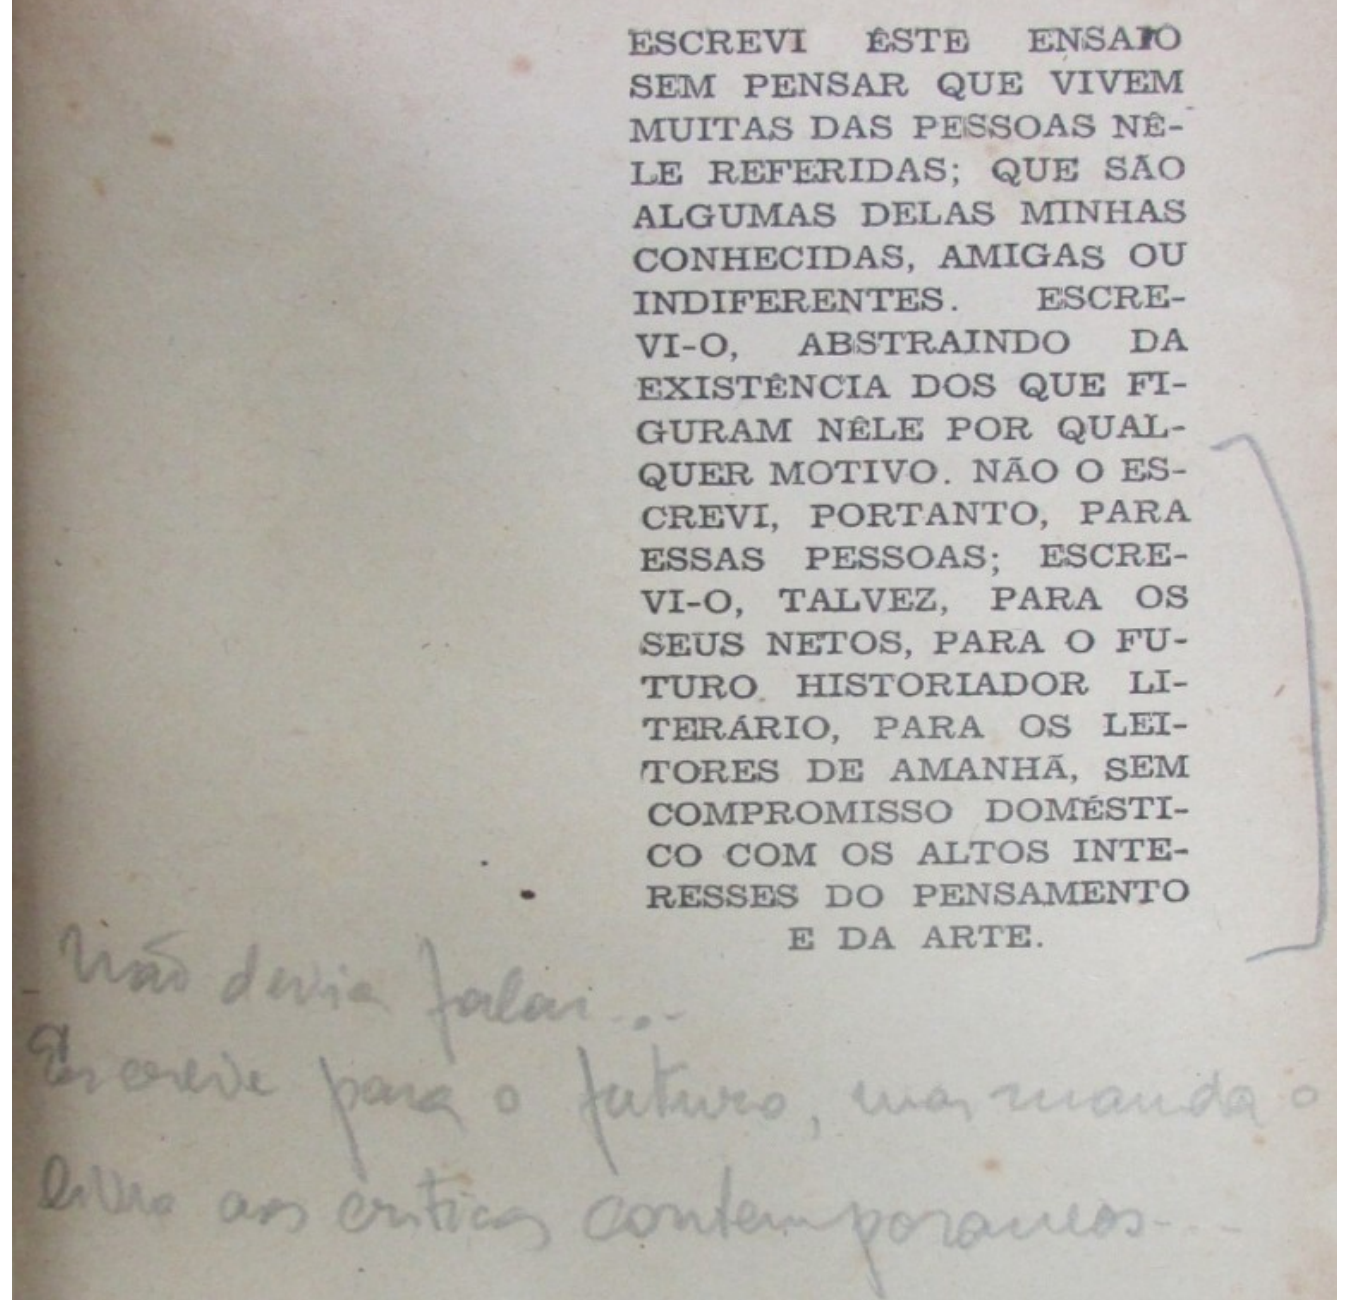 ESCREVI ÊSTE ENSAIO
SEM PENSAR QUE VIVEM
MUITAS DAS PESSOAS NÊ-
LE REFERIDAS; QUE SÃO
ALGUMAS DELAS MINHAS
CONHECIDAS, AMIGAS OU
INDIFERENTES. ESCRE-
VI-O, ABSTRAINDO DA
EXISTÊNCIA DOS QUE FI-
GURAM NÊLE POR QUAL-
QUER MOTIVO. NÃO O ES-
CREVI, PORTANTO, PARA
ESSAS PESSOAS; ESCRE-
VI-O, TALVEZ, PARA OS
SEUS NETOS, PARA O FU-
TURO HISTORIADOR LI-
TERÁRIO, PARA OS LEI-
TORES DE AMANHÃ, SEM
COMPROMISSO DOMÉSTI-
CO COM OS ALTOS INTE-
RESSES DO PENSAMENTO
E DA ARTE.
Não devia falar...
Escreve para o futuro, mas manda o
livro aos criticos contemporaneos...